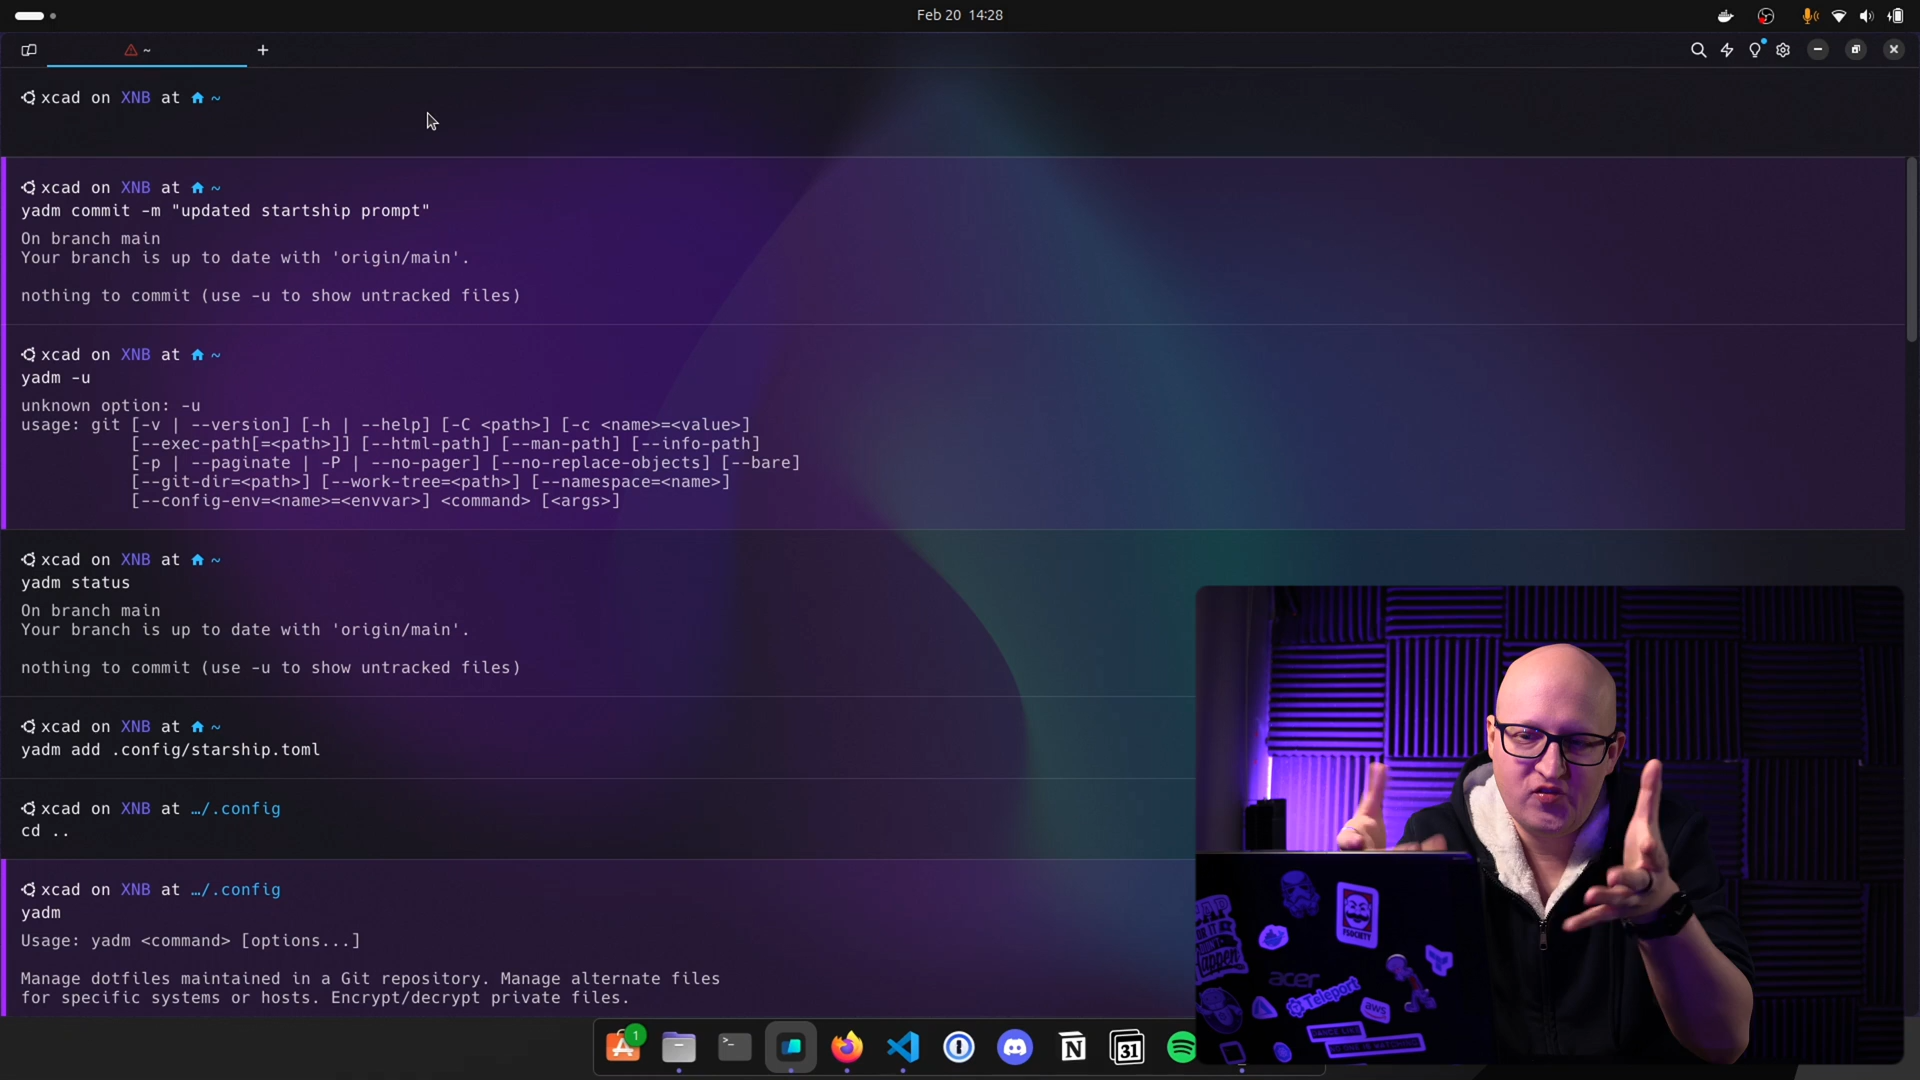 Feb 20 14:28
~
xcad on XNB at ~
xcad on XNB at ~
yadm commit -m "updated startship prompt"
On branch main
Your branch is up to date with 'origin/main'.
nothing to commit (use -u to show untracked files)
xcad on XNB at ~
yadm -u
unknown option: -u
usage: git [-v | --version] [-h | --help] [-C <path>] [-c <name>=<value>]
[--exec-path[=<path>]] [--html-path] [--man-path] [--info-path]
[-p | --paginate | -P | --no-pager] [--no-replace-objects] [--bare]
[--git-dir=<path>] [--work-tree=<path>] [--namespace=<name>]
[--config-env=<name>=<envvar>] <command> [<args>]
xcad on XNB at ~
yadm status
On branch main
Your branch is up to date with 'origin/main'.
nothing to commit (use -u to show untracked files)
xcad on XNB at ~
yadm add .config/starship.toml
xcad on XNB at …/.config
cd ..
xcad on XNB at …/.config
yadm
Usage: yadm <command> [options...]
Manage dotfiles maintained in a Git repository. Manage alternate files
for specific systems or hosts. Encrypt/decrypt private files.
FSOCIETY
acer
Teleport
aws
1
31